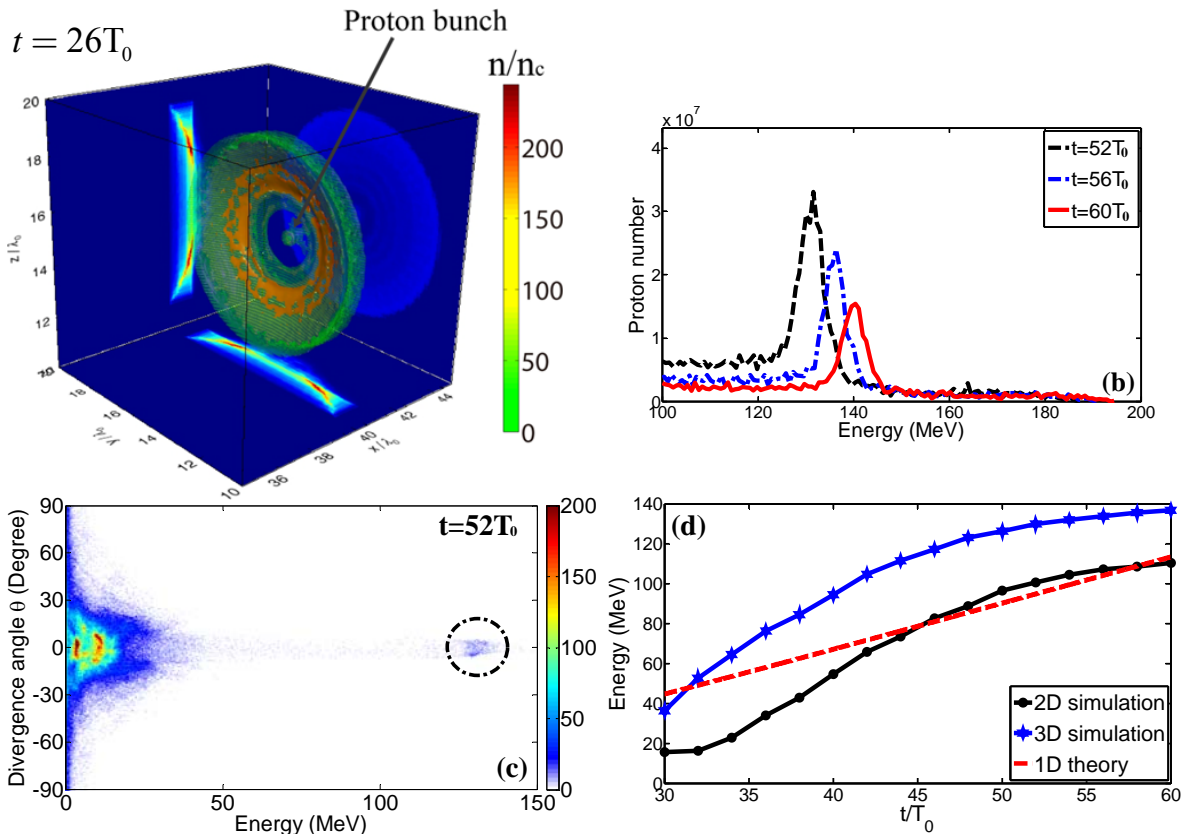 t = 26T₀
Proton bunch
n/nc
200
150
100
50
0
20
18
16
14
12
10
z/λ₀
20
18
16
14
12
10
y/λ₀
36
38
40
42
44
x/λ₀
x 10⁷
4
3
2
1
0
Proton number
t=52T₀
t=56T₀
t=60T₀
(b)
100 120 140 160 180 200
Energy (MeV)
90
60
30
0
-30
-60
-90
Divergence angle θ (Degree)
t=52T₀
(c)
200
150
100
50
0
0 50 100 150
Energy (MeV)
140
120
100
80
60
40
20
0
Energy (MeV)
(d)
2D simulation
3D simulation
1D theory
30 35 40 45 50 55 60
t/T₀